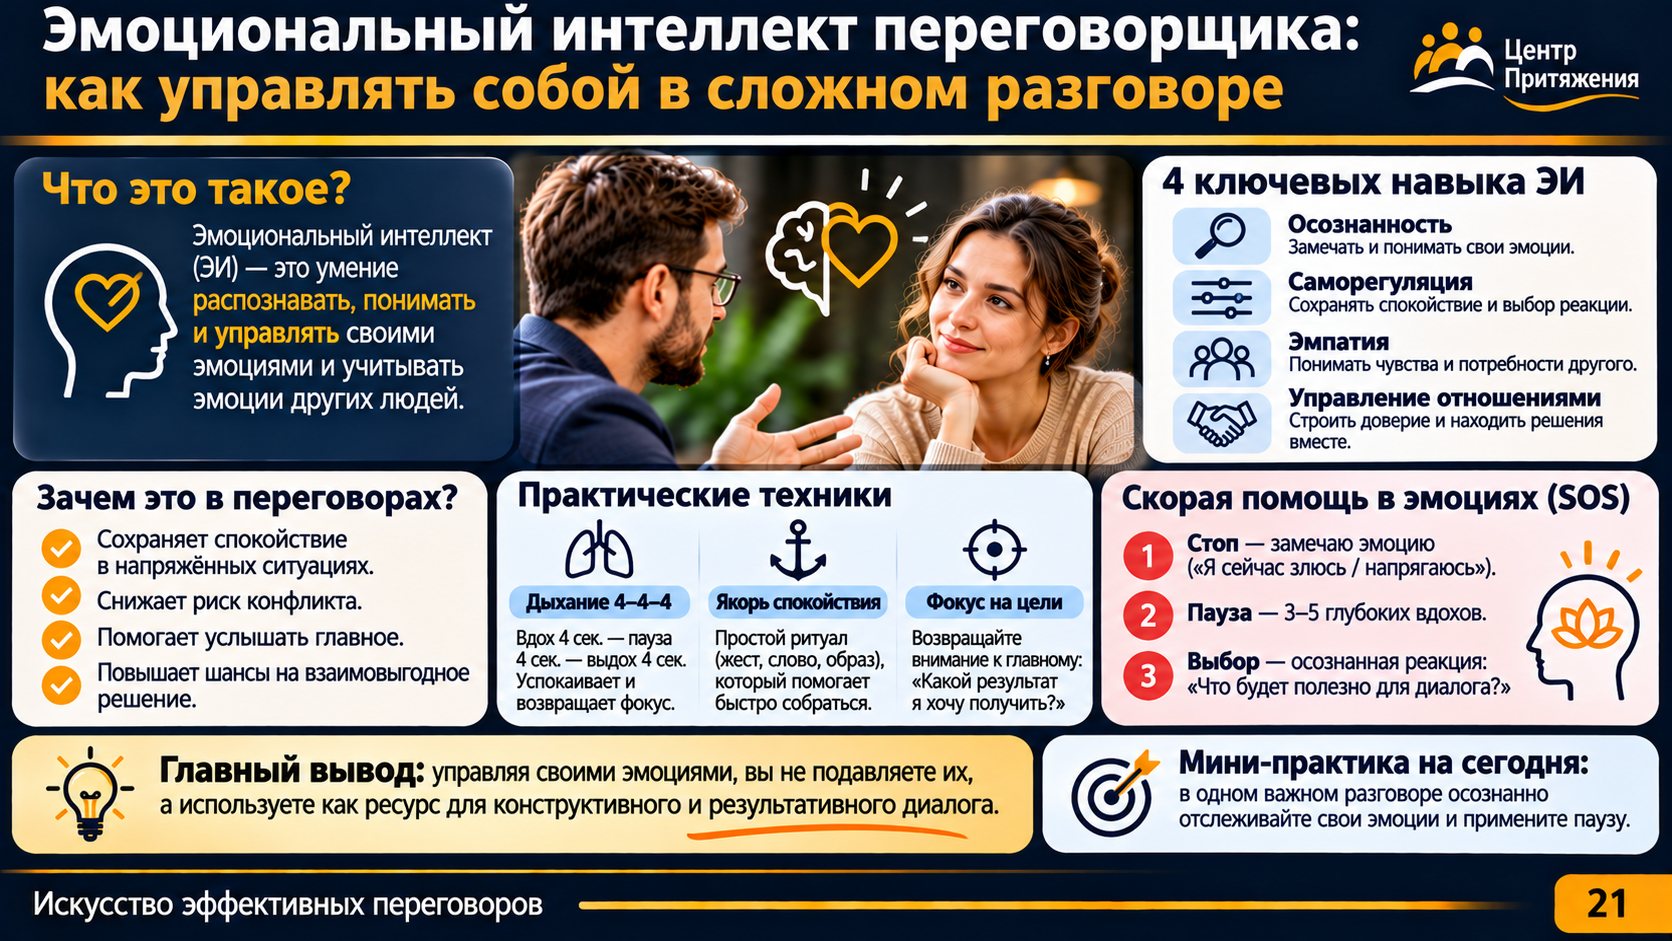 Эмоциональный интеллект переговорщика:
как управлять собой в сложном разговоре
Центр
Притяжения
Что это такое?
Эмоциональный интеллект
(ЭИ) — это умение
распознавать, понимать
и управлять своими
эмоциями и учитывать
эмоции других людей.
4 ключевых навыка ЭИ
Осознанность
Замечать и понимать свои эмоции.
Саморегуляция
Сохранять спокойствие и выбор реакции.
Эмпатия
Понимать чувства и потребности другого.
Управление отношениями
Строить доверие и находить решения
вместе.
Зачем это в переговорах?
Сохраняет спокойствие
в напряжённых ситуациях.
Снижает риск конфликта.
Помогает услышать главное.
Повышает шансы на взаимовыгодное
решение.
Практические техники
Дыхание 4–4–4
Вдох 4 сек. — пауза
4 сек. — выдох 4 сек.
Успокаивает и
возвращает фокус.
Якорь спокойствия
Простой ритуал
(жест, слово, образ),
который помогает
быстро собраться.
Фокус на цели
Возвращайте
внимание к главному:
«Какой результат
я хочу получить?»
Скорая помощь в эмоциях (SOS)
1
Стоп — замечаю эмоцию
(«Я сейчас злюсь / напрягаюсь»).
2
Пауза — 3–5 глубоких вдохов.
3
Выбор — осознанная реакция:
«Что будет полезно для диалога?»
Главный вывод: управляя своими эмоциями, вы не подавляете их,
а используете как ресурс для конструктивного и результативного диалога.
Мини-практика на сегодня:
в одном важном разговоре осознанно
отслеживайте свои эмоции и примените паузу.
Искусство эффективных переговоров
21